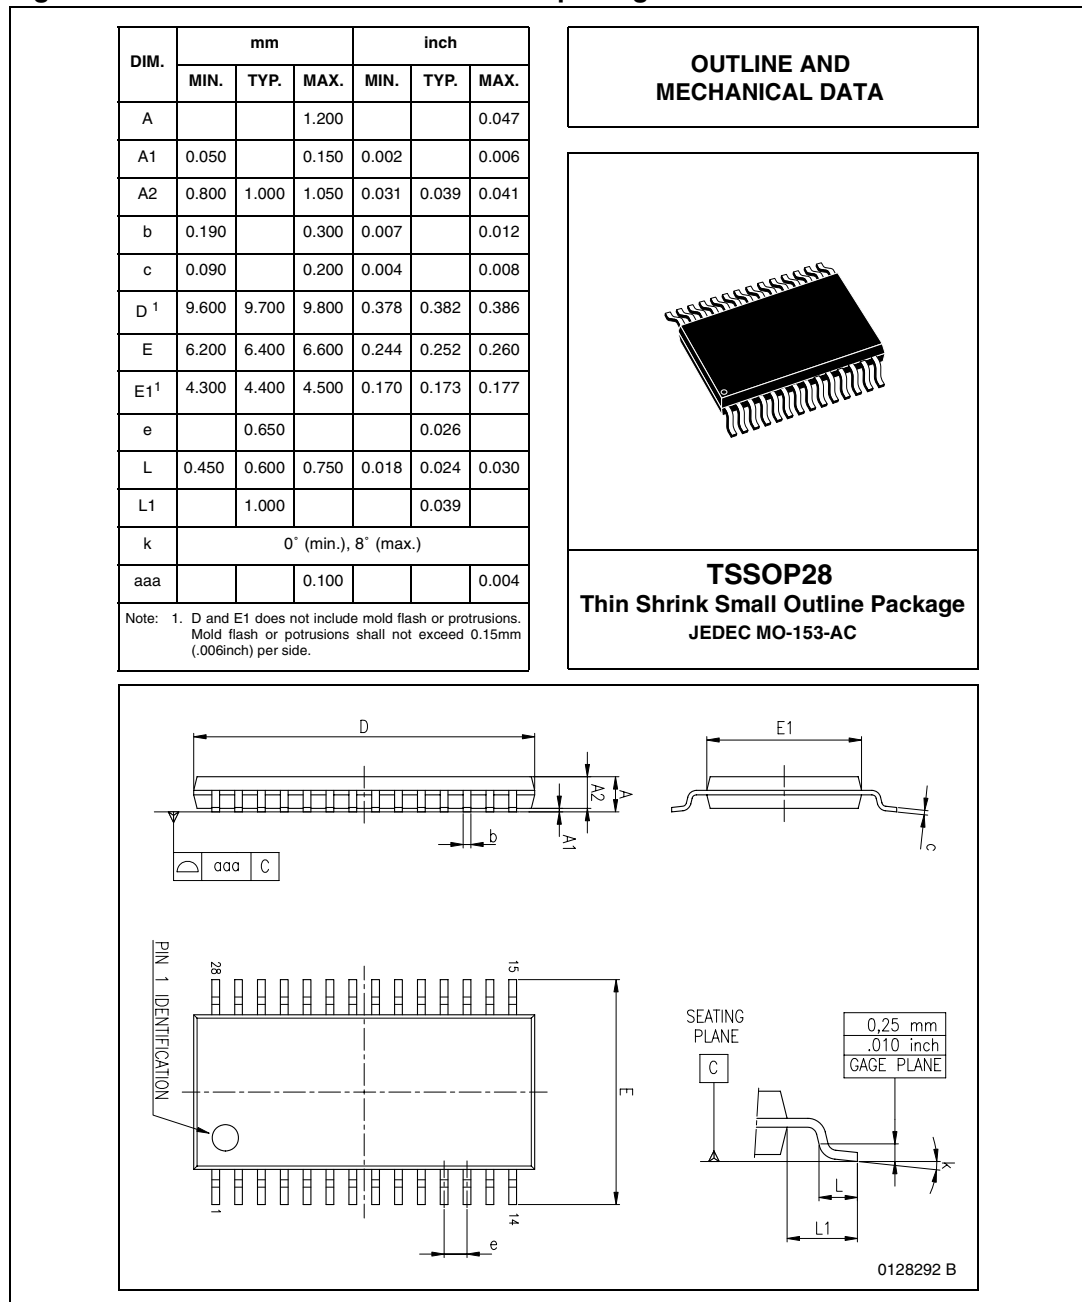 DIM. mm inch
MIN. TYP. MAX. MIN. TYP. MAX.
A 1.200 0.047
A1 0.050 0.150 0.002 0.006
A2 0.800 1.000 1.050 0.031 0.039 0.041
b 0.190 0.300 0.007 0.012
c 0.090 0.200 0.004 0.008
D 1 9.600 9.700 9.800 0.378 0.382 0.386
E 6.200 6.400 6.600 0.244 0.252 0.260
E1 1 4.300 4.400 4.500 0.170 0.173 0.177
e 0.650 0.026
L 0.450 0.600 0.750 0.018 0.024 0.030
L1 1.000 0.039
k 0˚ (min.), 8˚ (max.)
aaa 0.100 0.004
Note: 1. D and E1 does not include mold flash or protrusions.
Mold flash or potrusions shall not exceed 0.15mm
(.006inch) per side.
OUTLINE AND
MECHANICAL DATA
TSSOP28
Thin Shrink Small Outline Package
JEDEC MO-153-AC
D
A2
A
A1
b
aaa C
E1
c
PIN 1 IDENTIFICATION
28
15
E
1
14
e
SEATING
PLANE
C
0,25 mm
.010 inch
GAGE PLANE
k
L
L1
0128292 B